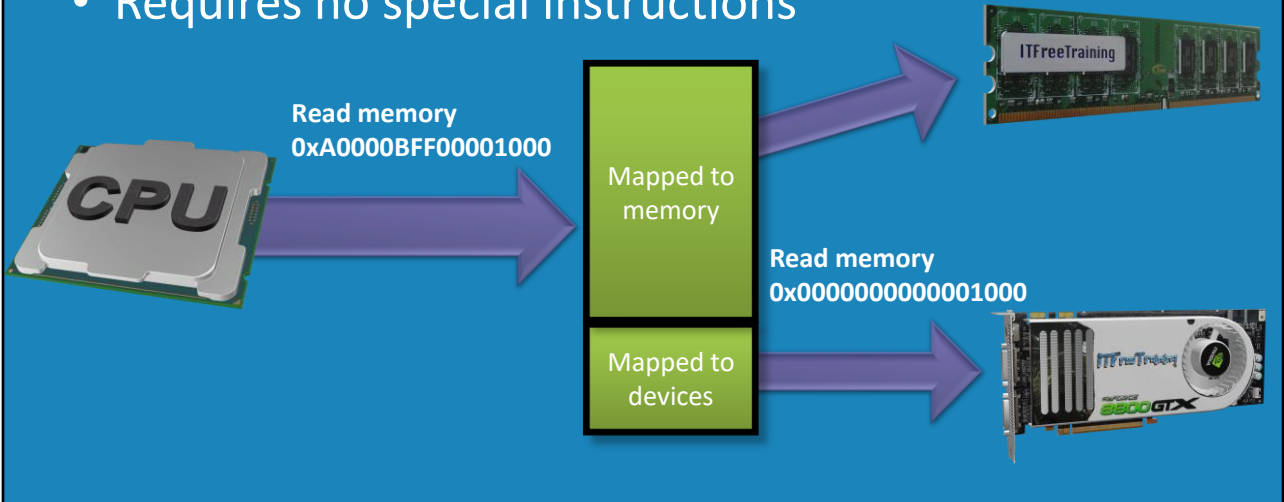 • Requires no special instructions
ITFreeTraining
Read memory
0xA0000BFF00001000
CPU
Mapped to
memory
Read memory
0x0000000000001000
ITFreeTraining
GEFORCE
8800GTX
Mapped to
devices